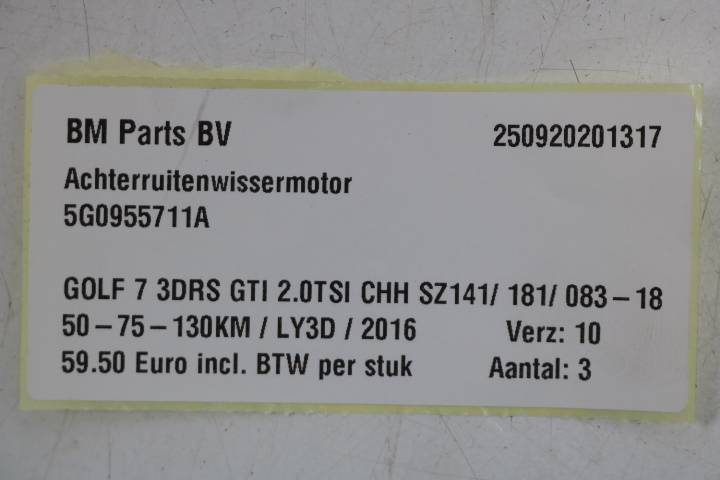 BM Parts BV 250920201317
Achterruitenwissermotor
5G0955711A
GOLF 7 3DRS GTI 2.0TSI CHH SZ141/ 181/ 083-18
50-75-130KM / LY3D / 2016 Verz: 10
59.50 Euro incl. BTW per stuk Aantal: 3